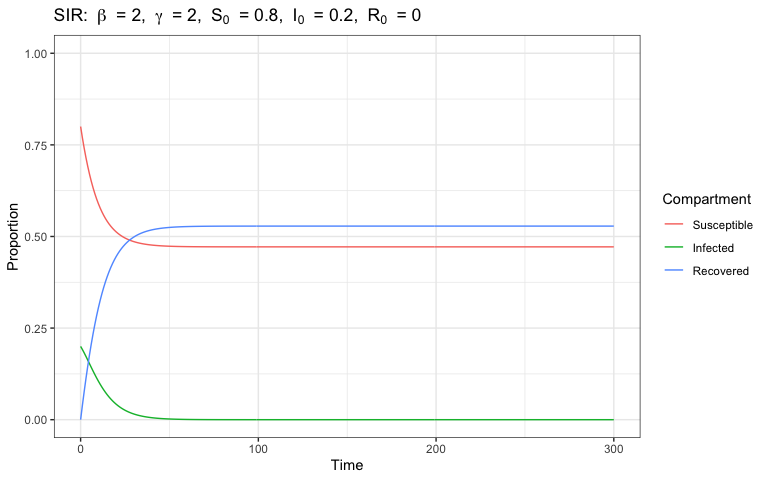 SIR: β = 2, γ = 2, S₀ = 0.8, I₀ = 0.2, R₀ = 0
1.00
0.75
0.50
0.25
0.00
Proportion
0 100 200 300
Time
Compartment
Susceptible
Infected
Recovered